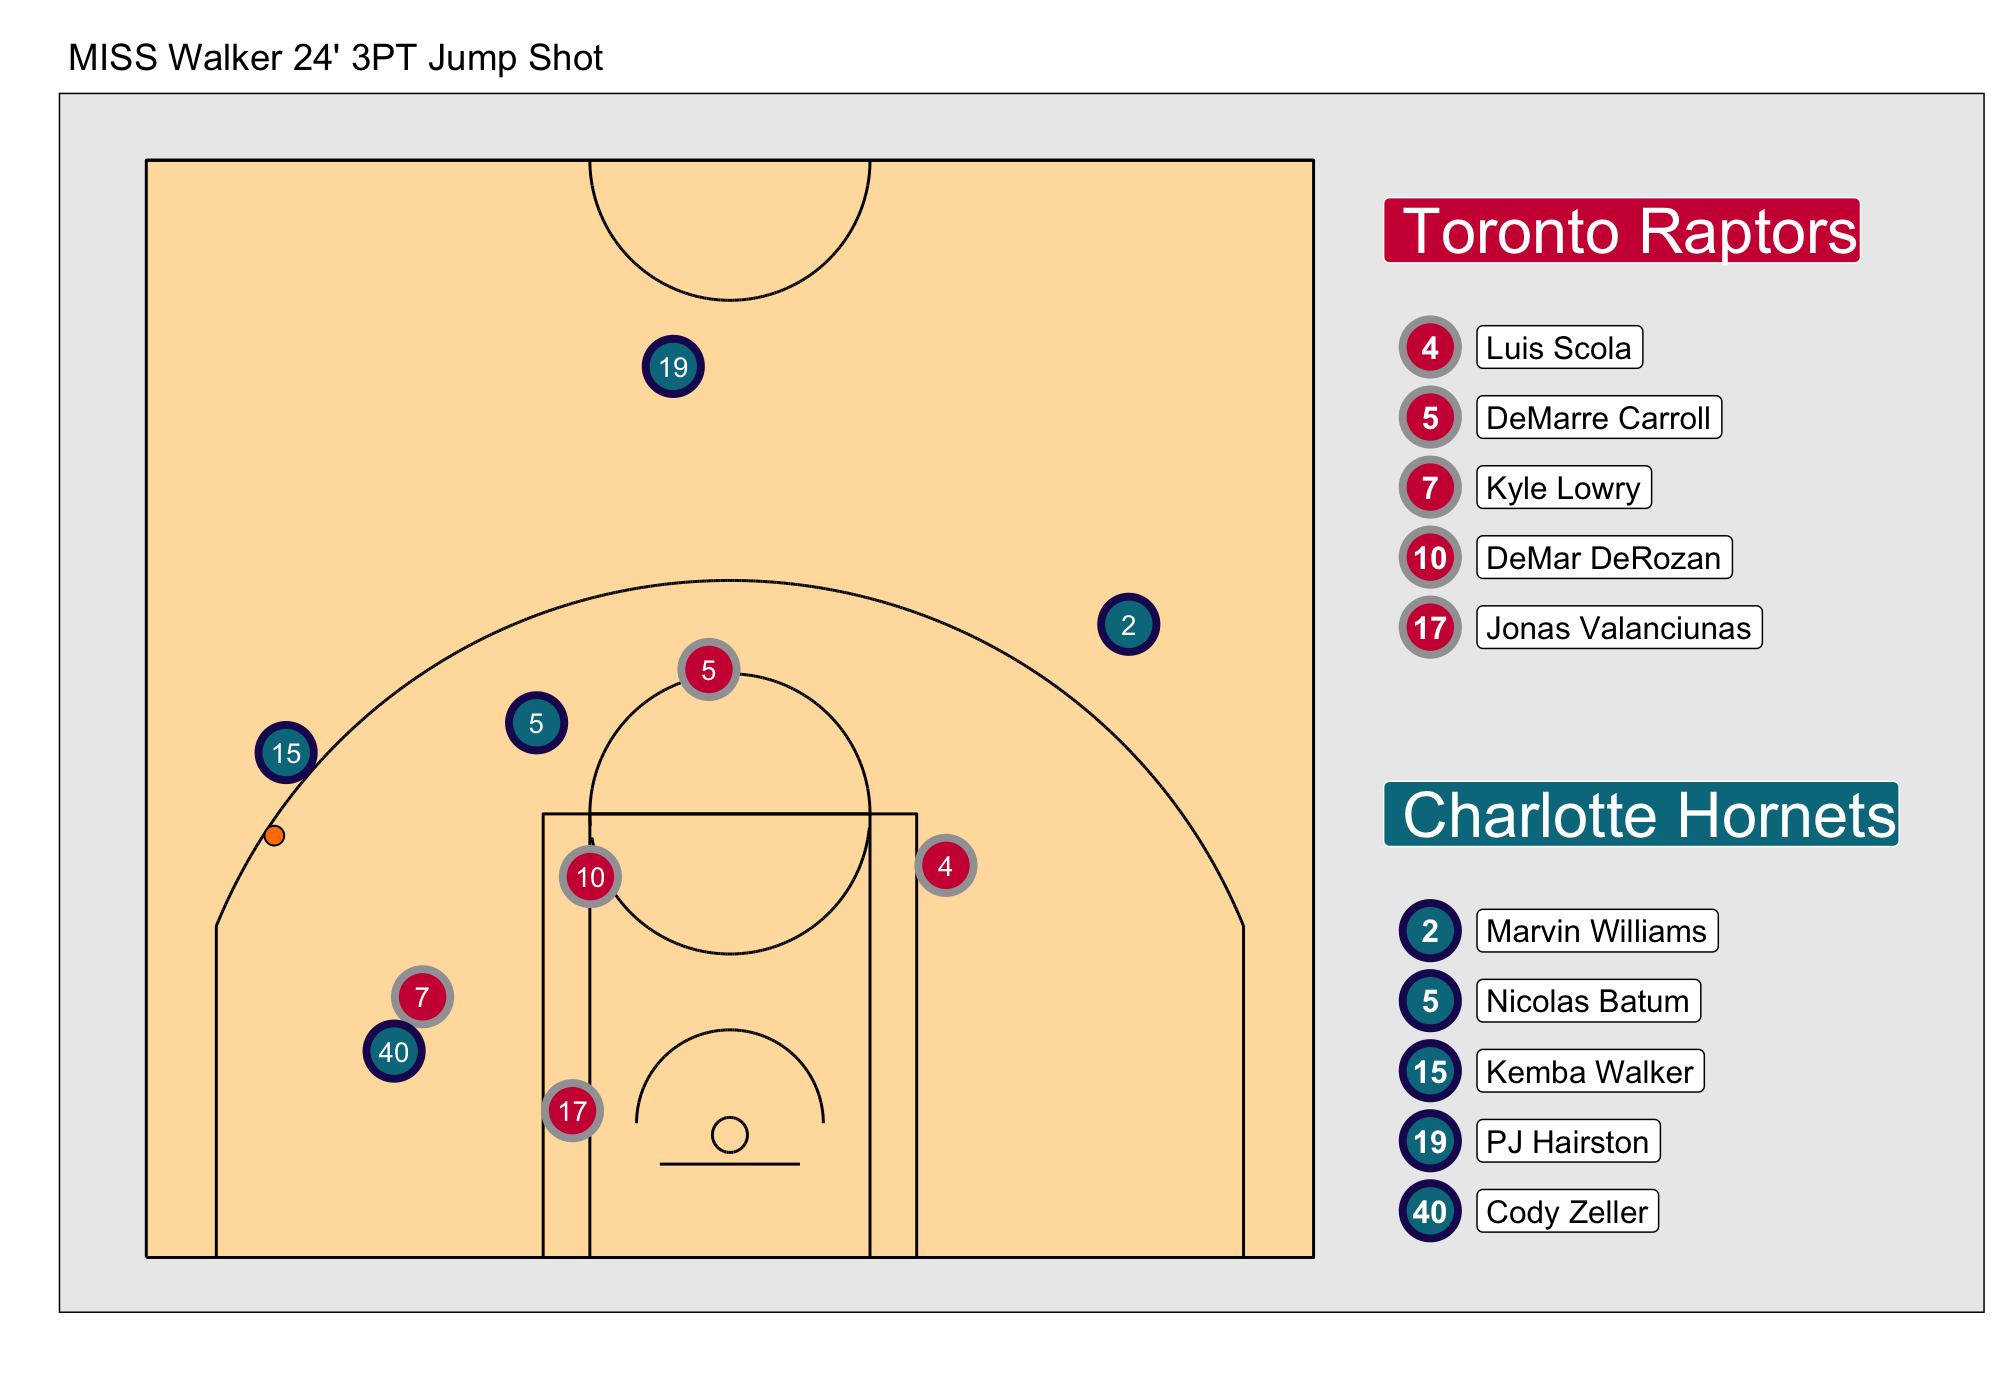 MISS Walker 24' 3PT Jump Shot
19
2
5
5
15
10
4
7
40
17
Toronto Raptors
4 Luis Scola
5 DeMarre Carroll
7 Kyle Lowry
10 DeMar DeRozan
17 Jonas Valanciunas
Charlotte Hornets
2 Marvin Williams
5 Nicolas Batum
15 Kemba Walker
19 PJ Hairston
40 Cody Zeller